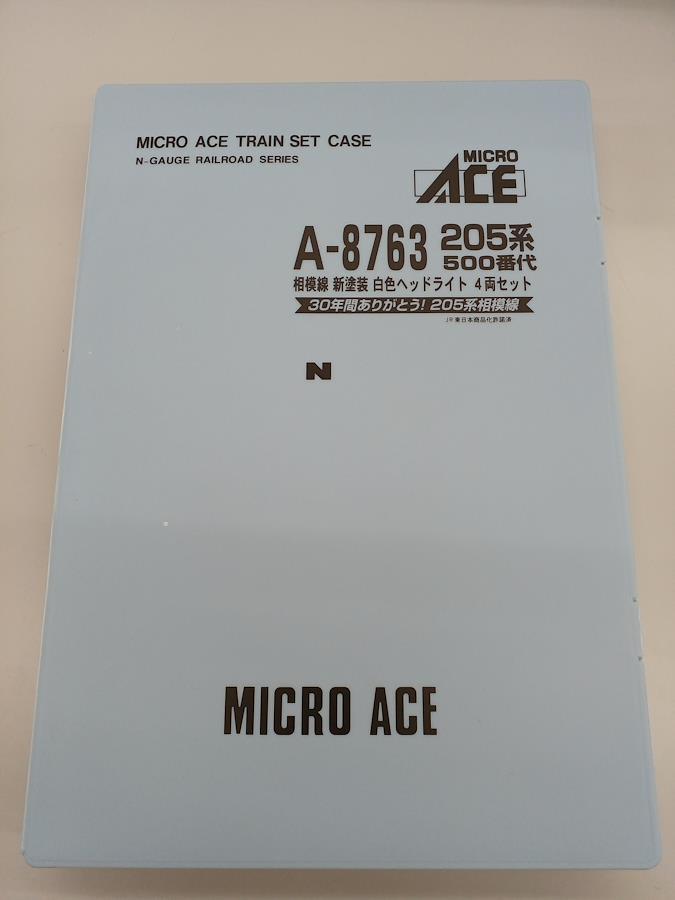 MICRO ACE TRAIN SET CASE
N-GAUGE RAILROAD SERIES
MICRO
ACE
A-8763 205系
500番代
相模線 新塗装 白色ヘッドライト 4両セット
30年間ありがとう! 205系相模線
JR東日本商品化許諾済
N
MICRO ACE